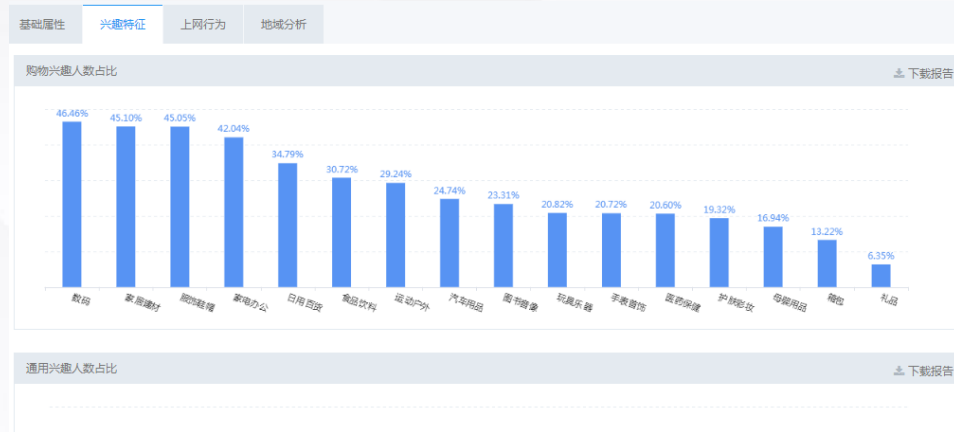 基础属性 兴趣特征 上网行为 地域分析
购物兴趣人数占比 下载报告
46.46% 45.10% 45.05% 42.04% 34.79% 30.72% 29.24% 24.74% 23.31% 20.82% 20.72% 20.60% 19.32% 16.94% 13.22% 6.35%
数码 家居建材 服饰鞋帽 家电办公 日用百货 食品饮料 运动户外 汽车用品 图书音像 玩具乐器 手表首饰 医药保健 护肤彩妆 母婴用品 箱包 礼品
通用兴趣人数占比 下载报告